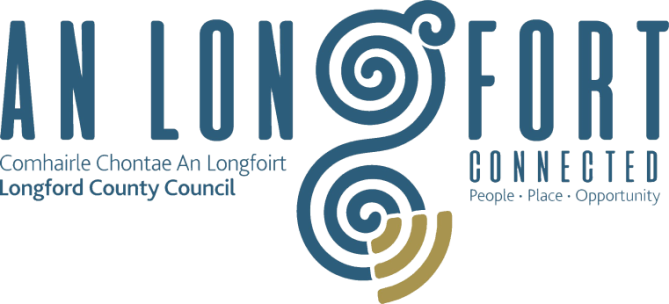 AN LONgFORT
Comhairle Chontae An Longfoirt
Longford County Council
CONNECTED
People · Place · Opportunity